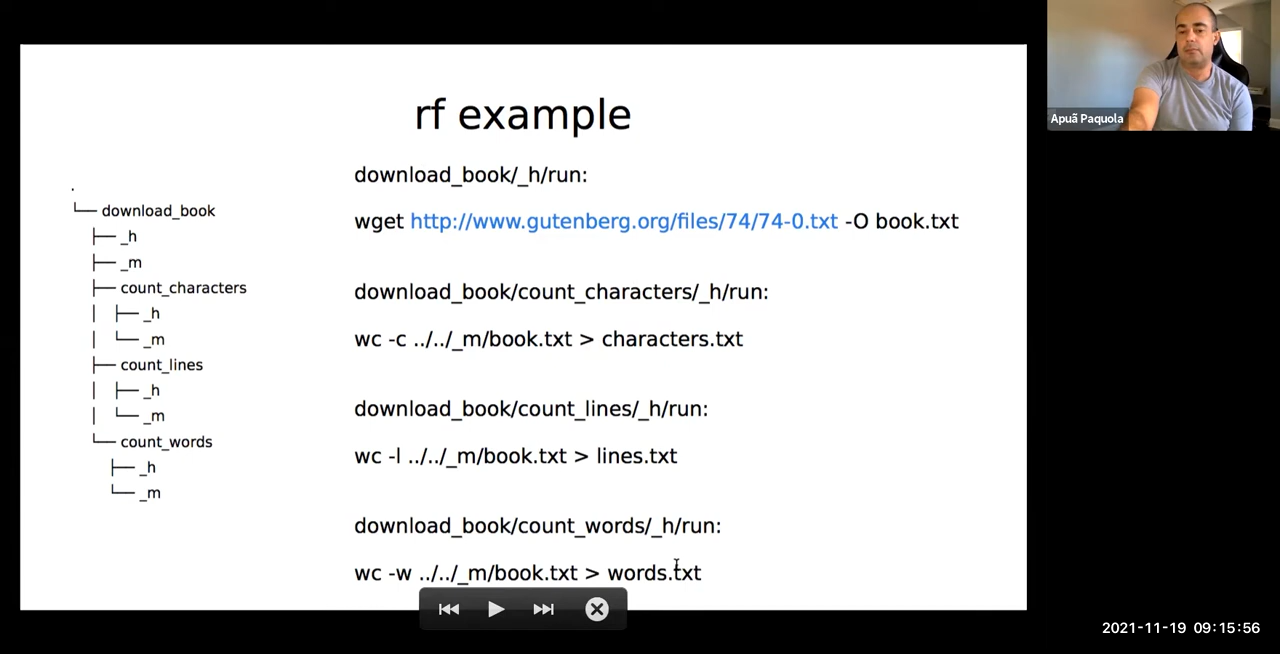 rf example
.
└── download_book
├── _h
├── _m
├── count_characters
│ ├── _h
│ └── _m
├── count_lines
│ ├── _h
│ └── _m
└── count_words
├── _h
└── _m
download_book/_h/run:
wget http://www.gutenberg.org/files/74/74-0.txt -O book.txt
download_book/count_characters/_h/run:
wc -c ../../_m/book.txt > characters.txt
download_book/count_lines/_h/run:
wc -l ../../_m/book.txt > lines.txt
download_book/count_words/_h/run:
wc -w ../../_m/book.txt > words.txt
Apuã Paquola
2021-11-19 09:15:56